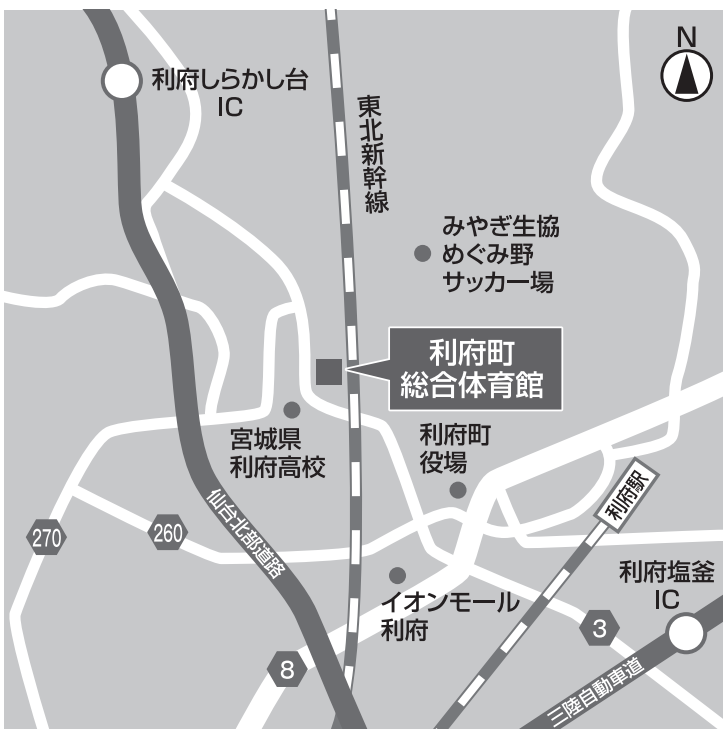 N
利府しらかし台
IC
東北新幹線
みやぎ生協
めぐみ野
サッカー場
利府町
総合体育館
宮城県
利府高校
利府町
役場
利府駅
仙台北部道路
270
260
利府塩釜
IC
イオンモール
利府
3
8
三陸自動車道